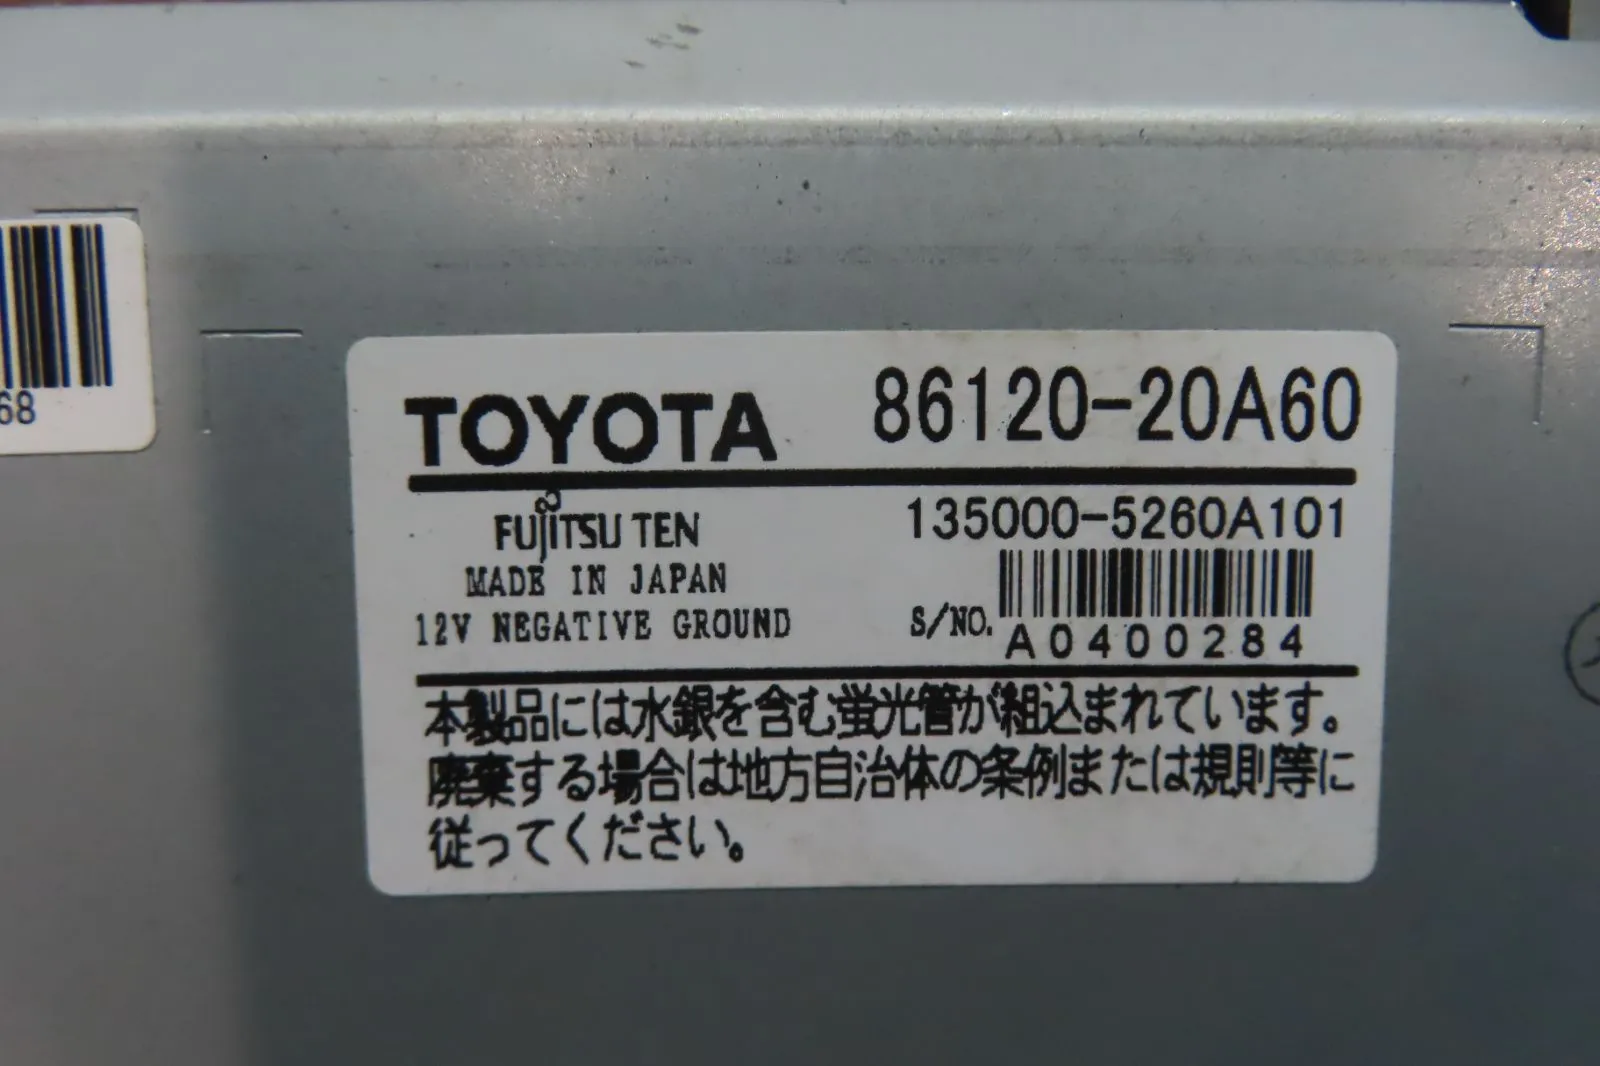 68
TOYOTA 86120-20A60
FUJITSU TEN 135000-5260A101
MADE IN JAPAN
12V NEGATIVE GROUND S/NO. A0400284
本製品には水銀を含む蛍光管が組込まれています。
廃棄する場合は地方自治体の条例または規則等に
従ってください。